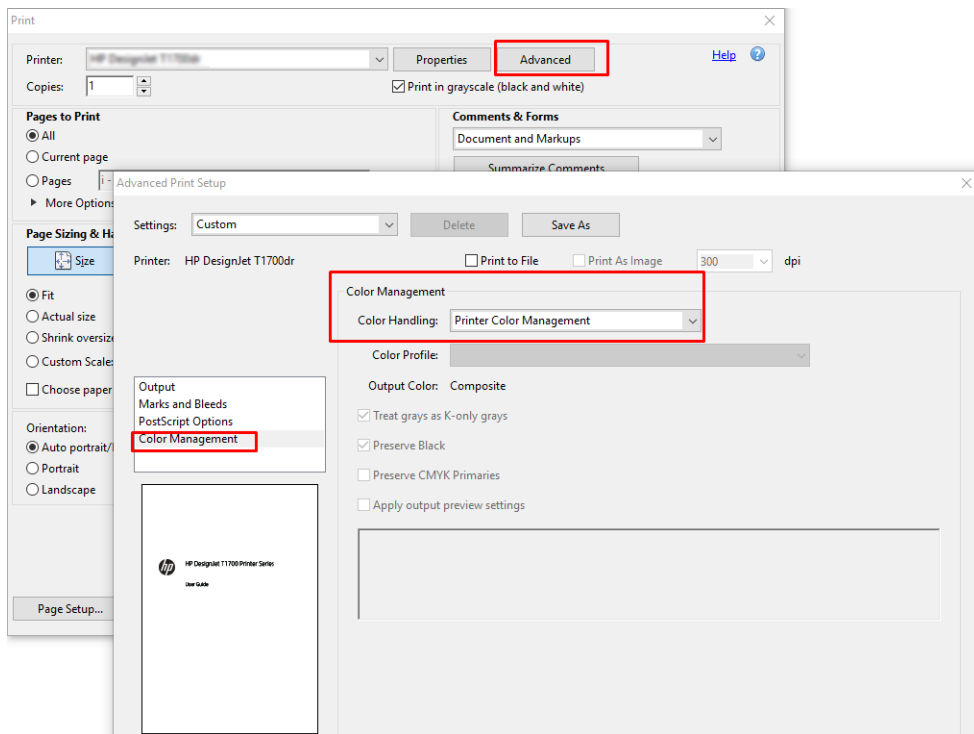 Print
Printer:
Properties
Advanced
Help
?
Copies: 1
Print in grayscale (black and white)
Pages to Print
All
Current page
Pages i -
More Options
Comments & Forms
Document and Markups
Summarize Comments
Page Sizing & Ha
Size
Fit
Actual size
Shrink oversize
Custom Scale:
Choose paper
Orientation:
Auto portrait/l
Portrait
Landscape
Page Setup...
Advanced Print Setup
Settings: Custom
Delete
Save As
Printer: HP DesignJet T1700dr
Print to File
Print As Image
300 dpi
Output
Marks and Bleeds
PostScript Options
Color Management
Color Management
Color Handling: Printer Color Management
Color Profile:
Output Color: Composite
Treat grays as K-only grays
Preserve Black
Preserve CMYK Primaries
Apply output preview settings
hp
HP DesignJet T1700 Printer Series
User Guide